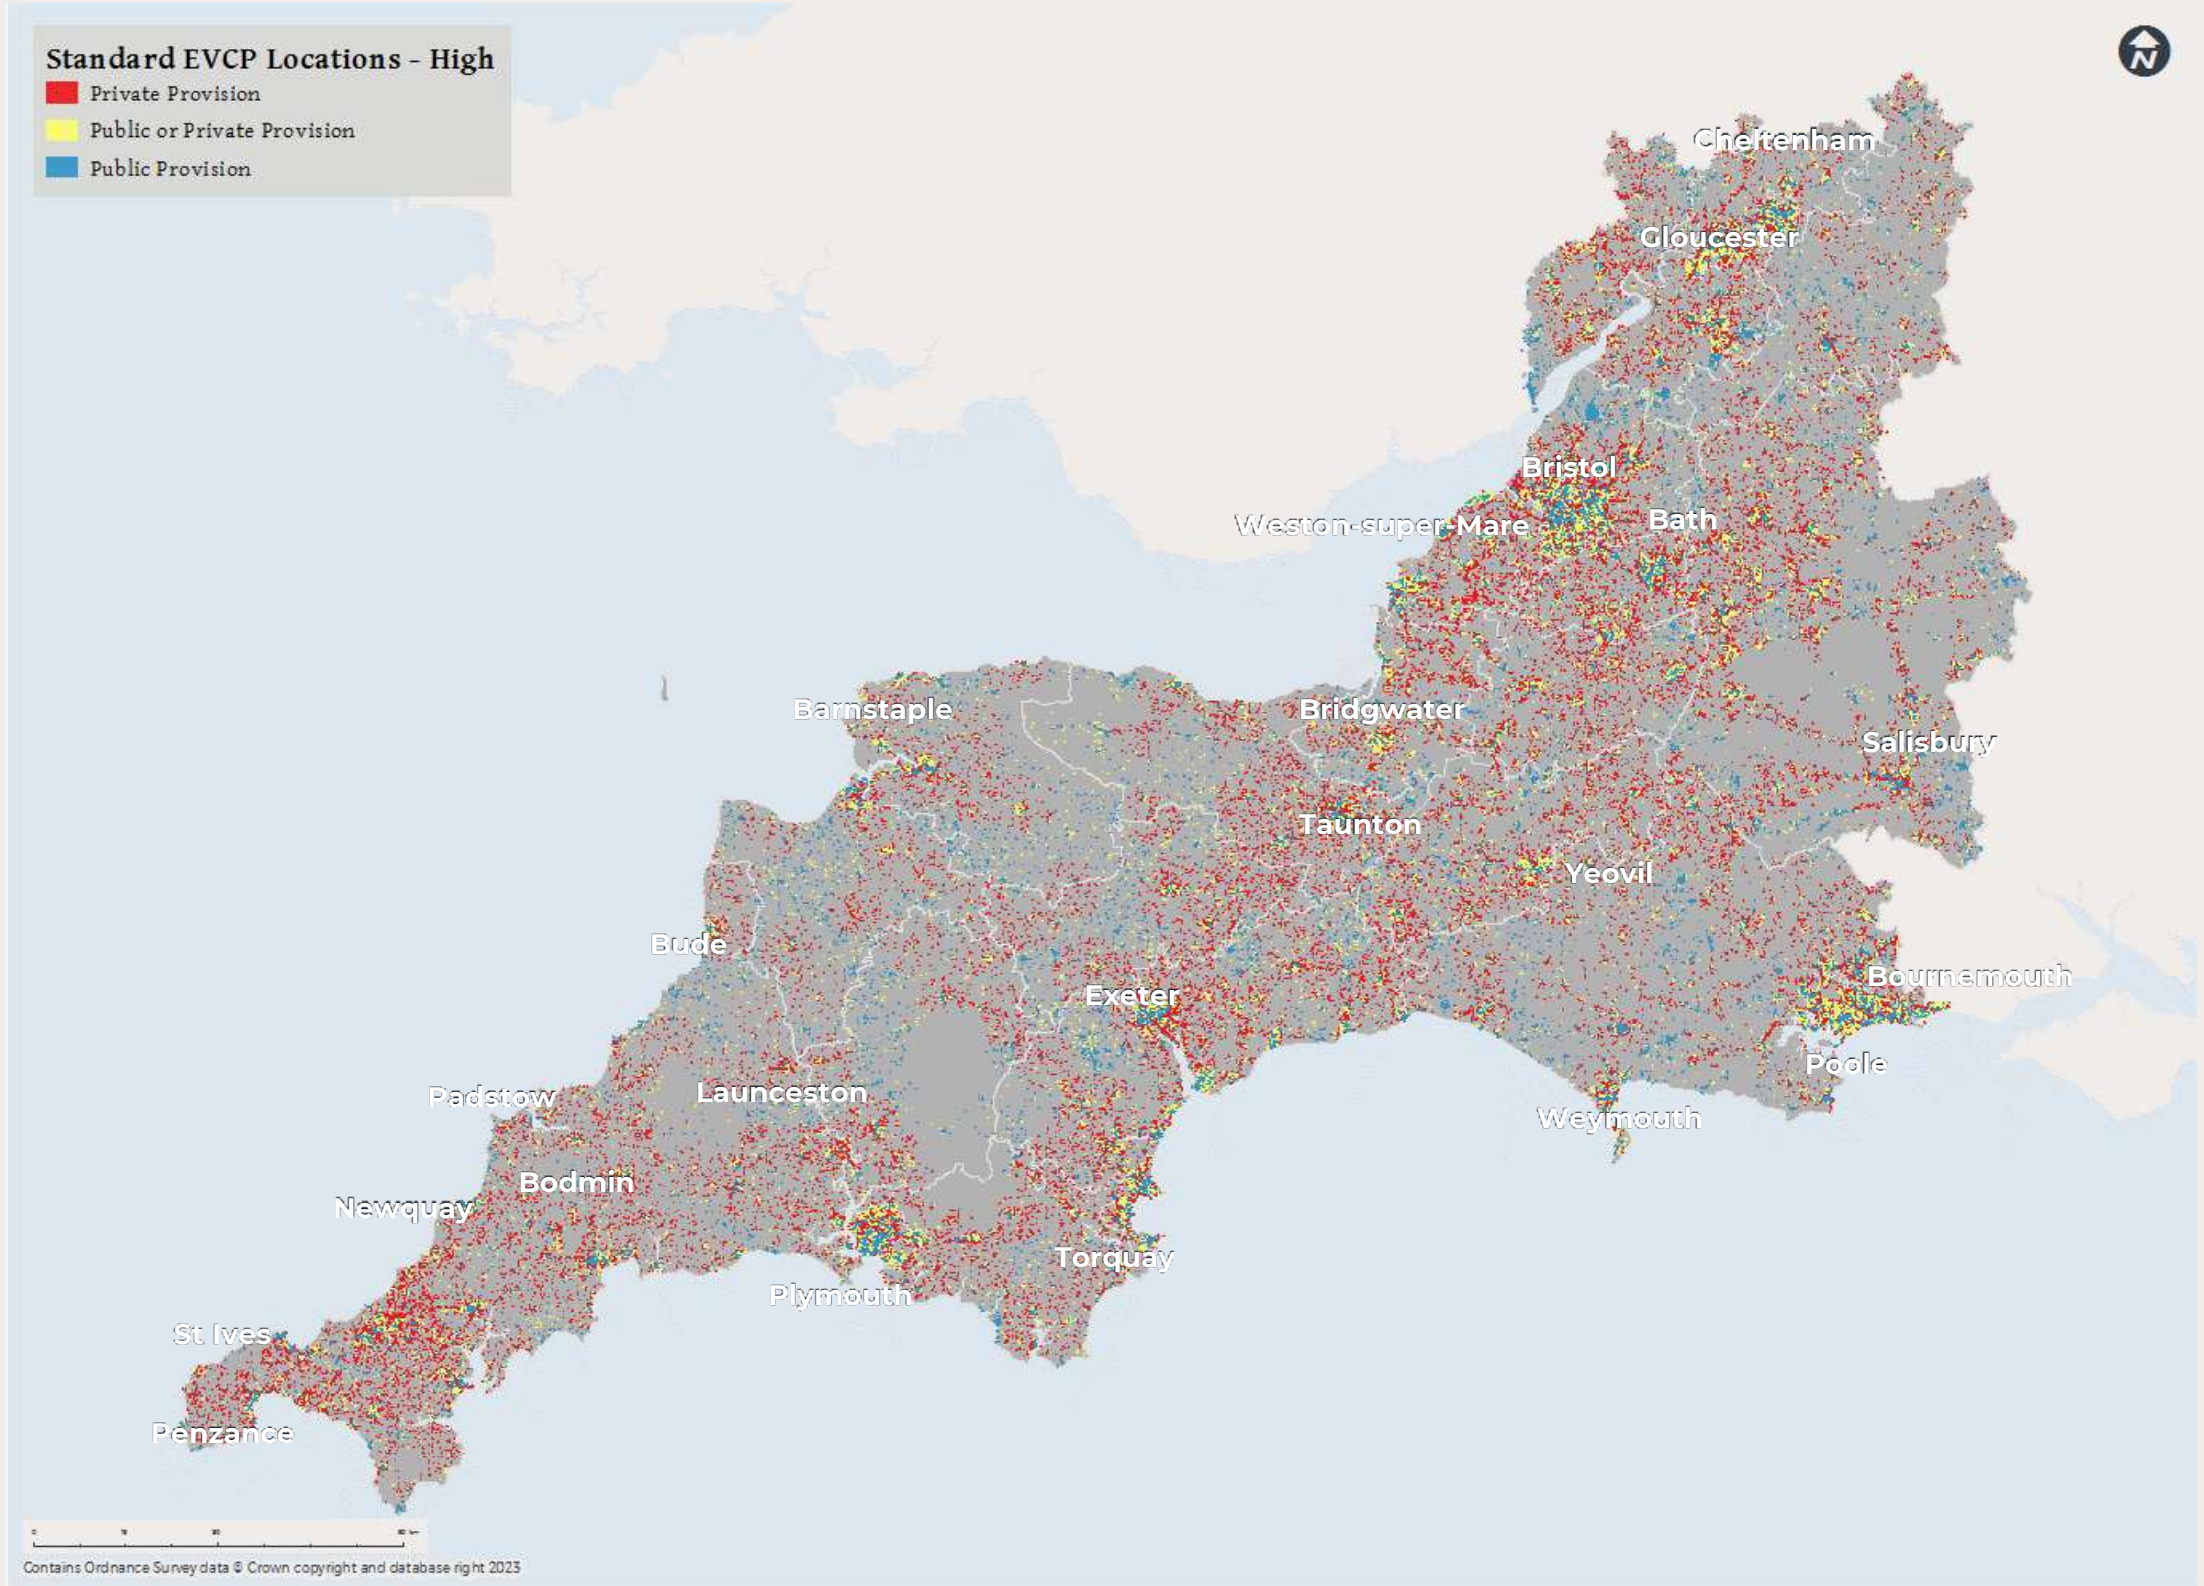 Standard EVCP Locations - High
Private Provision
Public or Private Provision
Public Provision
N
Cheltenham
Gloucester
Bristol
Weston-super-Mare
Bath
Barnstaple
Bridgwater
Salisbury
Taunton
Yeovil
Bude
Bournemouth
Exeter
Poole
Padstow
Launceston
Weymouth
Bodmin
Newquay
Torquay
Plymouth
St Ives
Penzance
Contains Ordnance Survey data © Crown copyright and database right 2023